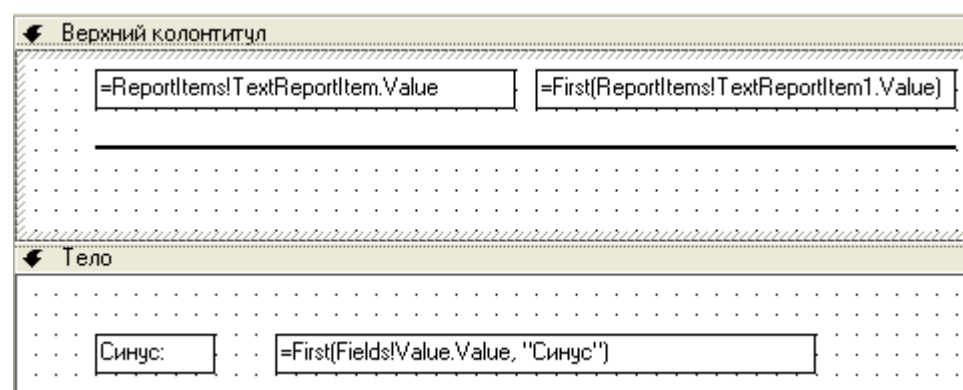 Верхний колонтитул
=ReportItems!TextReportItem.Value =First(ReportItems!TextReportItem1.Value)
Тело
Синус: =First(Fields!Value.Value, "Синус")